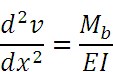 d²v/dx² = M_b/EI